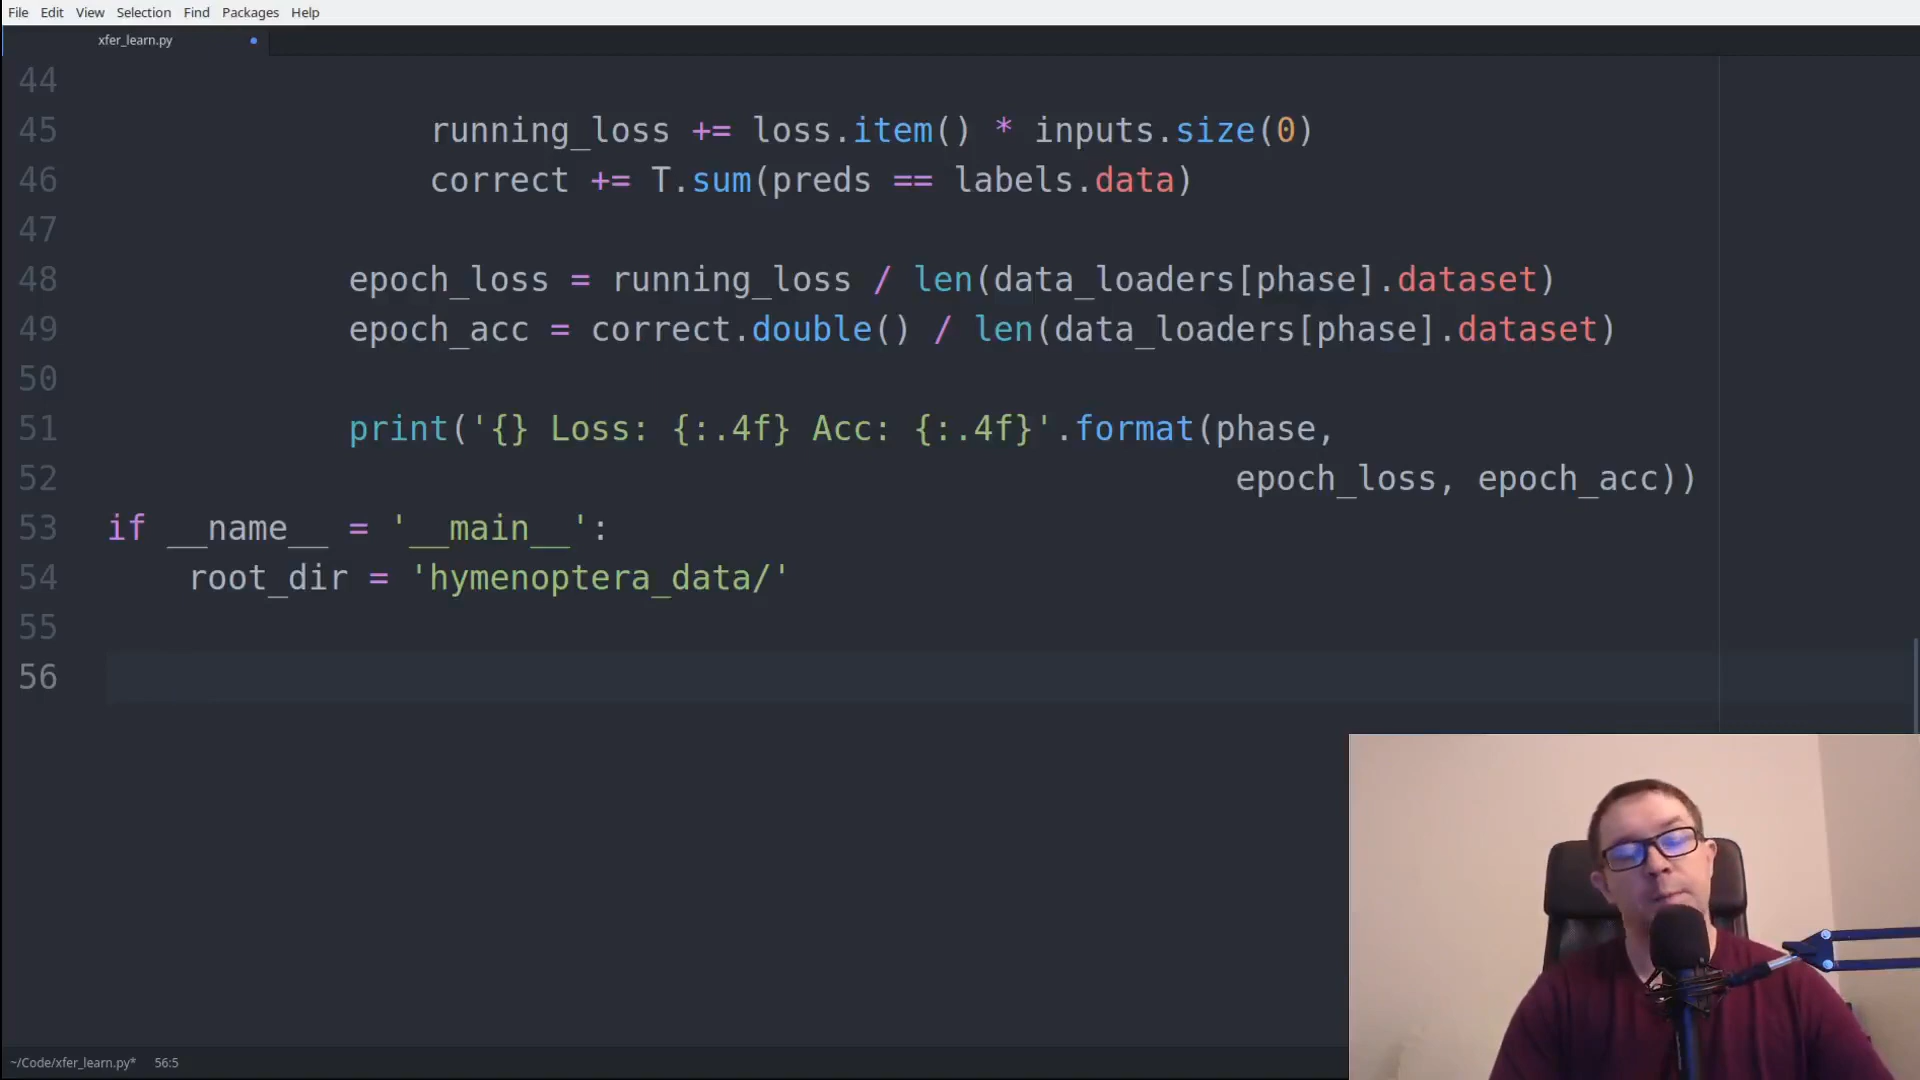 File Edit View Selection Find Packages Help
xfer_learn.py
44
45 running_loss += loss.item() * inputs.size(0)
46 correct += T.sum(preds == labels.data)
47
48 epoch_loss = running_loss / len(data_loaders[phase].dataset)
49 epoch_acc = correct.double() / len(data_loaders[phase].dataset)
50
51 print('{} Loss: {:.4f} Acc: {:.4f}'.format(phase,
52 epoch_loss, epoch_acc))
53 if __name__ = '__main__':
54 root_dir = 'hymenoptera_data/'
55
56
~/Code/xfer_learn.py* 56:5